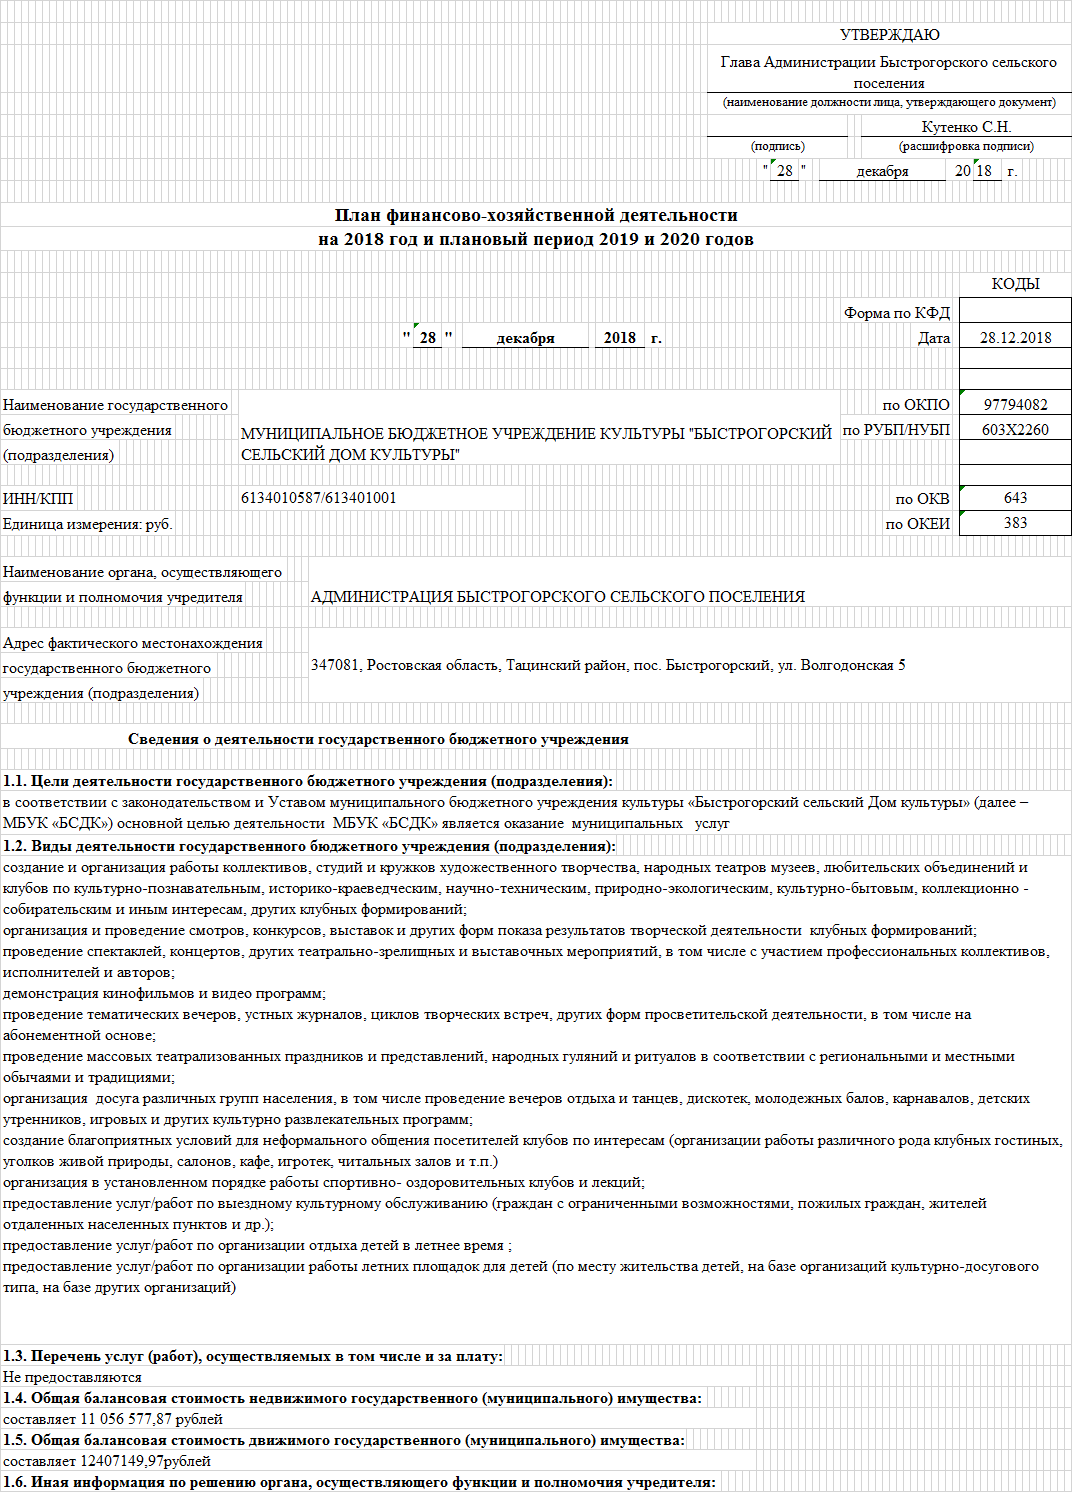 УТВЕРЖДАЮ
Глава Администрации Быстрогорского сельского
поселения
(наименование должности лица, утверждающего документ)
Кутенко С.Н.
(подпись) (расшифровка подписи)
" 28 " декабря 20 18 г.
План финансово-хозяйственной деятельности
на 2018 год и плановый период 2019 и 2020 годов
КОДЫ
Форма по КФД
" 28 " декабря 2018 г. Дата 28.12.2018
Наименование государственного по ОКПО 97794082
бюджетного учреждения МУНИЦИПАЛЬНОЕ БЮДЖЕТНОЕ УЧРЕЖДЕНИЕ КУЛЬТУРЫ "БЫСТРОГОРСКИЙ по РУБП/НУБП 603Х2260
(подразделения) СЕЛЬСКИЙ ДОМ КУЛЬТУРЫ"
ИНН/КПП 6134010587/613401001 по ОКВ 643
Единица измерения: руб. по ОКЕИ 383
Наименование органа, осуществляющего
функции и полномочия учредителя АДМИНИСТРАЦИЯ БЫСТРОГОРСКОГО СЕЛЬСКОГО ПОСЕЛЕНИЯ
Адрес фактического местонахождения
государственного бюджетного 347081, Ростовская область, Тацинский район, пос. Быстрогорский, ул. Волгодонская 5
учреждения (подразделения)
Сведения о деятельности государственного бюджетного учреждения
1.1. Цели деятельности государственного бюджетного учреждения (подразделения):
в соответствии с законодательством и Уставом муниципального бюджетного учреждения культуры «Быстрогорский сельский Дом культуры» (далее –
МБУК «БСДК») основной целью деятельности  МБУК «БСДК» является оказание  муниципальных   услуг
1.2. Виды деятельности государственного бюджетного учреждения (подразделения):
создание и организация работы коллективов, студий и кружков художественного творчества, народных театров музеев, любительских объединений и
клубов по культурно-познавательным, историко-краеведческим, научно-техническим, природно-экологическим, культурно-бытовым, коллекционно -
собирательским и иным интересам, других клубных формирований;
организация и проведение смотров, конкурсов, выставок и других форм показа результатов творческой деятельности  клубных формирований;
проведение спектаклей, концертов, других театрально-зрелищных и выставочных мероприятий, в том числе с участием профессиональных коллективов,
исполнителей и авторов;
демонстрация кинофильмов и видео программ;
проведение тематических вечеров, устных журналов, циклов творческих встреч, других форм просветительской деятельности, в том числе на
абонементной основе;
проведение массовых театрализованных праздников и представлений, народных гуляний и ритуалов в соответствии с региональными и местными
обычаями и традициями;
организация  досуга различных групп населения, в том числе проведение вечеров отдыха и танцев, дискотек, молодежных балов, карнавалов, детских
утренников, игровых и других культурно развлекательных программ;
создание благоприятных условий для неформального общения посетителей клубов по интересам (организации работы различного рода клубных гостиных,
уголков живой природы, салонов, кафе, игротек, читальных залов и т.п.)
организация в установленном порядке работы спортивно- оздоровительных клубов и лекций;
предоставление услуг/работ по выездному культурному обслуживанию (граждан с ограниченными возможностями, пожилых граждан, жителей
отдаленных населенных пунктов и др.);
предоставление услуг/работ по организации отдыха детей в летнее время ;
предоставление услуг/работ по организации работы летних площадок для детей (по месту жительства детей, на базе организаций культурно-досугового
типа, на базе других организаций)
1.3. Перечень услуг (работ), осуществляемых в том числе и за плату:
Не предоставляются
1.4. Общая балансовая стоимость недвижимого государственного (муниципального) имущества:
составляет 11 056 577,87 рублей
1.5. Общая балансовая стоимость движимого государственного (муниципального) имущества:
составляет 12407149,97рублей
1.6. Иная информация по решению органа, осуществляющего функции и полномочия учредителя: